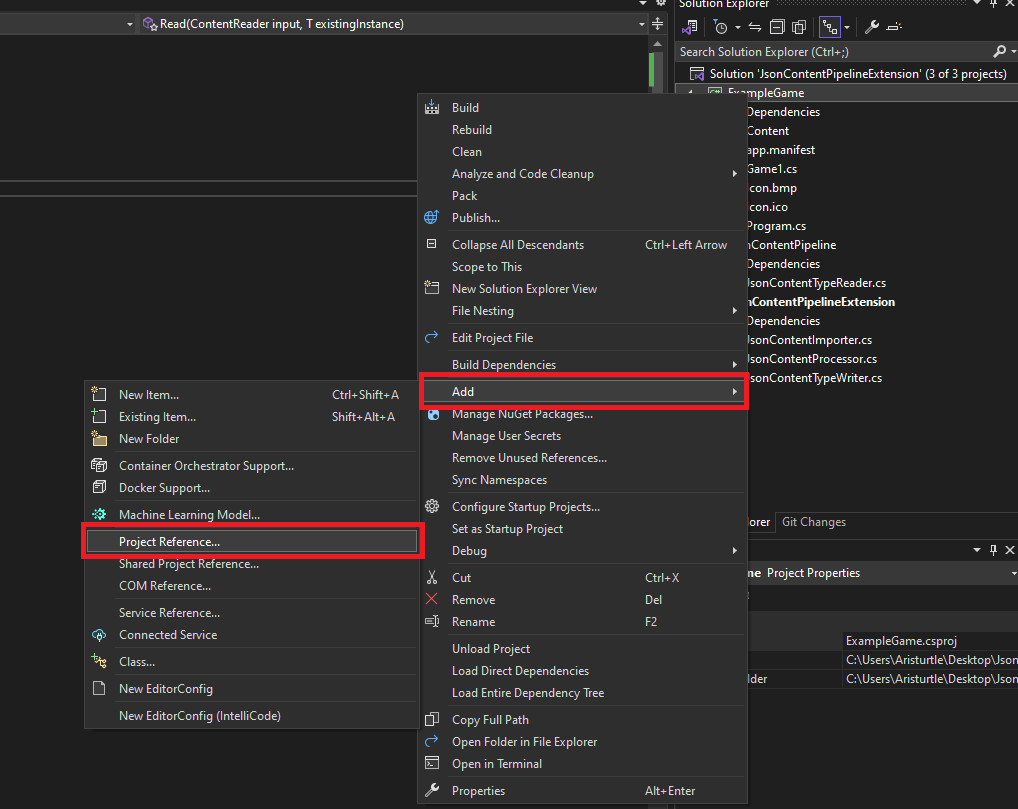 Read(ContentReader input, T existingInstance)
Solution Explorer
Search Solution Explorer (Ctrl+;)
Solution 'JsonContentPipelineExtension' (3 of 3 projects)
ExampleGame
Dependencies
Content
app.manifest
Game1.cs
con.bmp
con.ico
Program.cs
nContentPipeline
Dependencies
JsonContentTypeReader.cs
nContentPipelineExtension
Dependencies
JsonContentImporter.cs
JsonContentProcessor.cs
JsonContentTypeWriter.cs
Build
Rebuild
Clean
Analyze and Code Cleanup
Pack
Publish...
Collapse All Descendants Ctrl+Left Arrow
Scope to This
New Solution Explorer View
File Nesting
Edit Project File
Build Dependencies
Add
Manage NuGet Packages...
Manage User Secrets
Remove Unused References...
Sync Namespaces
Configure Startup Projects...
Set as Startup Project
Debug
Cut Ctrl+X
Remove Del
Rename F2
Unload Project
Load Direct Dependencies
Load Entire Dependency Tree
Copy Full Path
Open Folder in File Explorer
Open in Terminal
Properties Alt+Enter
New Item... Ctrl+Shift+A
Existing Item... Shift+Alt+A
New Folder
Container Orchestrator Support...
Docker Support...
Machine Learning Model...
Project Reference...
Shared Project Reference...
COM Reference...
Service Reference...
Connected Service
Class...
New EditorConfig
New EditorConfig (IntelliCode)
lorer Git Changes
me Project Properties
ExampleGame.csproj
C:\Users\Aristurtle\Desktop\Json
lder C:\Users\Aristurtle\Desktop\Json